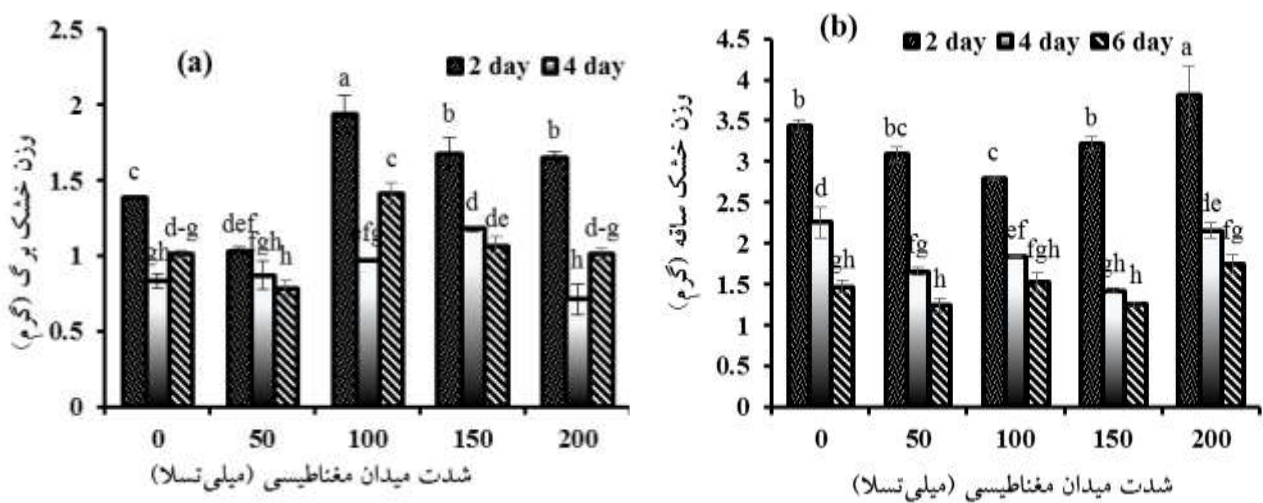 (a)
2 day 4 day
وزن خشک برگ (گرم)
2.5
2
1.5
1
0.5
0
c gh d-g
def fgh h
a efg c
b d de
b h d-g
0 50 100 150 200
شدت میدان مغناطیسی (میلی‌تسلا)
(b)
2 day 4 day 6 day
وزن خشک ساقه (گرم)
4.5
4
3.5
3
2.5
2
1.5
1
0.5
0
b d gh
bc fg h
c ef fgh
b gh h
a de fg
0 50 100 150 200
شدت میدان مغناطیسی (میلی‌تسلا)